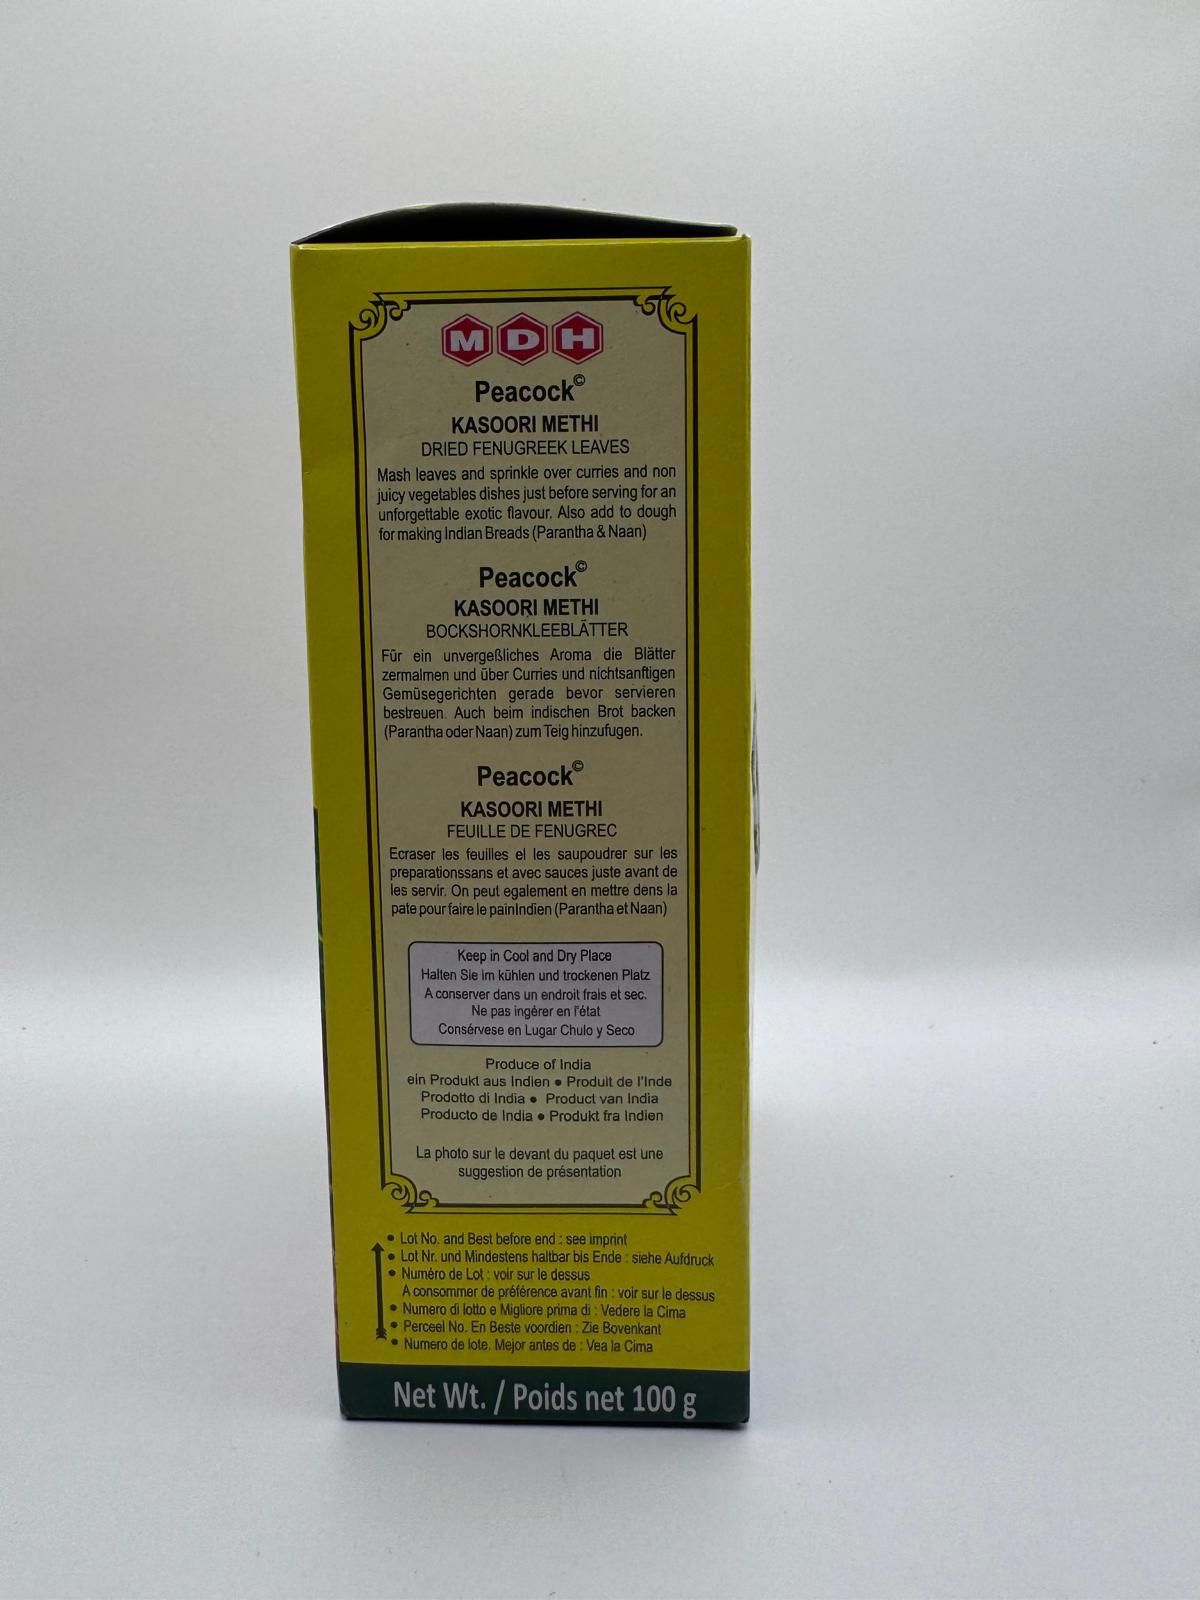 MDH
Peacock©
KASOORI METHI
DRIED FENUGREEK LEAVES
Mash leaves and sprinkle over curries and non
juicy vegetables dishes just before serving for an
unforgettable exotic flavour. Also add to dough
for making Indian Breads (Parantha & Naan)
Peacock©
KASOORI METHI
BOCKSHORNKLEEBLÄTTER
Für ein unvergeßliches Aroma die Blätter
zermalmen und über Curries und nichtsanftigen
Gemüsegerichten gerade bevor servieren
bestreuen. Auch beim indischen Brot backen
(Parantha oder Naan) zum Teig hinzufugen.
Peacock©
KASOORI METHI
FEUILLE DE FENUGREC
Ecraser les feuilles el les saupoudrer sur les
preparationssans et avec sauces juste avant de
les servir. On peut egalement en mettre dens la
pate pour faire le painIndien (Parantha et Naan)
Keep in Cool and Dry Place
Halten Sie im kühlen und trockenen Platz
A conserver dans un endroit frais et sec.
Ne pas ingérer en l'état
Consérvese en Lugar Chulo y Seco
Produce of India
ein Produkt aus Indien ● Produit de l'Inde
Prodotto di India ● Product van India
Producto de India ● Produkt fra Indien
La photo sur le devant du paquet est une
suggestion de présentation
● Lot No. and Best before end : see imprint
● Lot Nr. und Mindestens haltbar bis Ende : siehe Aufdruck
● Numéro de Lot : voir sur le dessus
A consommer de préférence avant fin : voir sur le dessus
● Numero di lotto e Migliore prima di : Vedere la Cima
● Perceel No. En Beste voordien : Zie Bovenkant
● Numero de lote. Mejor antes de : Vea la Cima
Net Wt. / Poids net 100 g